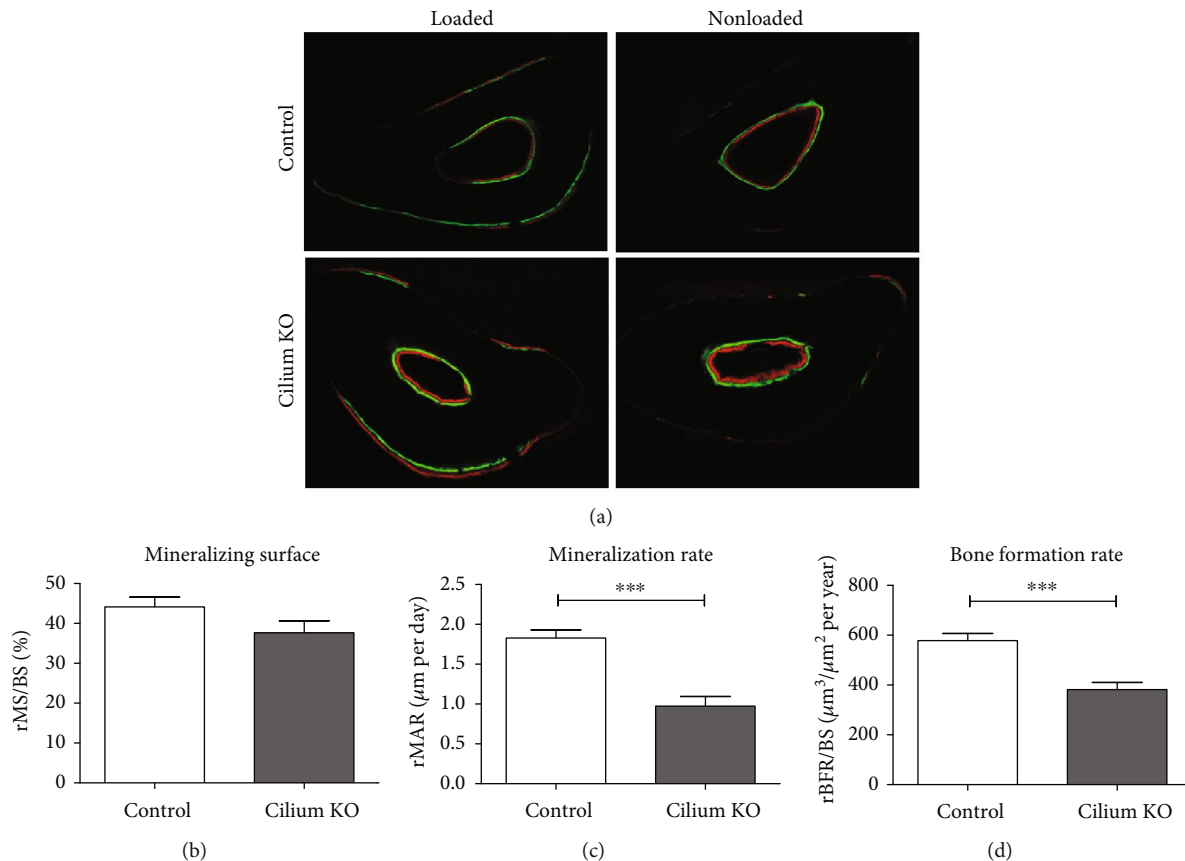 Loaded
Nonloaded
Control
Cilium KO
(a)
Mineralizing surface
rMS/BS (%)
50
40
30
20
10
0
Control
Cilium KO
(b)
Mineralization rate
rMAR (μm per day)
2.5
2.0
1.5
1.0
0.5
0.0
***
Control
Cilium KO
(c)
Bone formation rate
rBFR/BS (μm³/μm² per year)
800
600
400
200
0
***
Control
Cilium KO
(d)